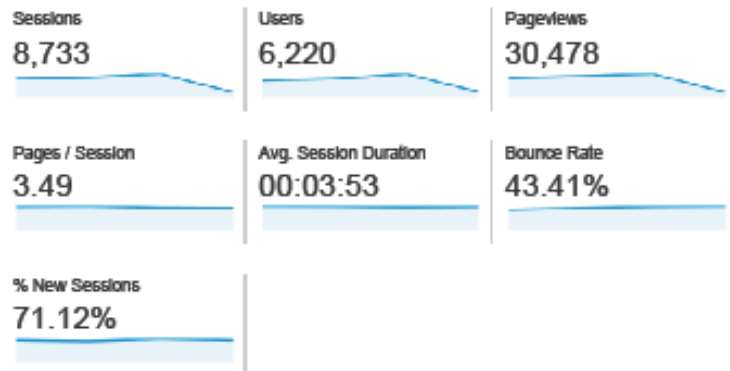 Sessions
8,733
Users
6,220
Pageviews
30,478
Pages / Session
3.49
Avg. Session Duration
00:03:53
Bounce Rate
43.41%
% New Sessions
71.12%